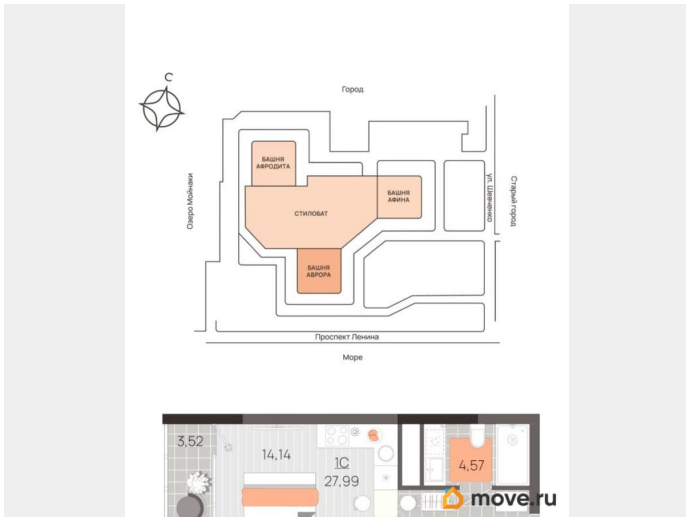 С
Город
БАШНЯ
АФРОДИТА
Озеро Мойнаки
СТИЛОБАТ
БАШНЯ
АФИНА
ул. Шевченко
Старый город
БАШНЯ
АВРОРА
Проспект Ленина
Море
3,52
14,14
1С
27,99
4,57
move.ru